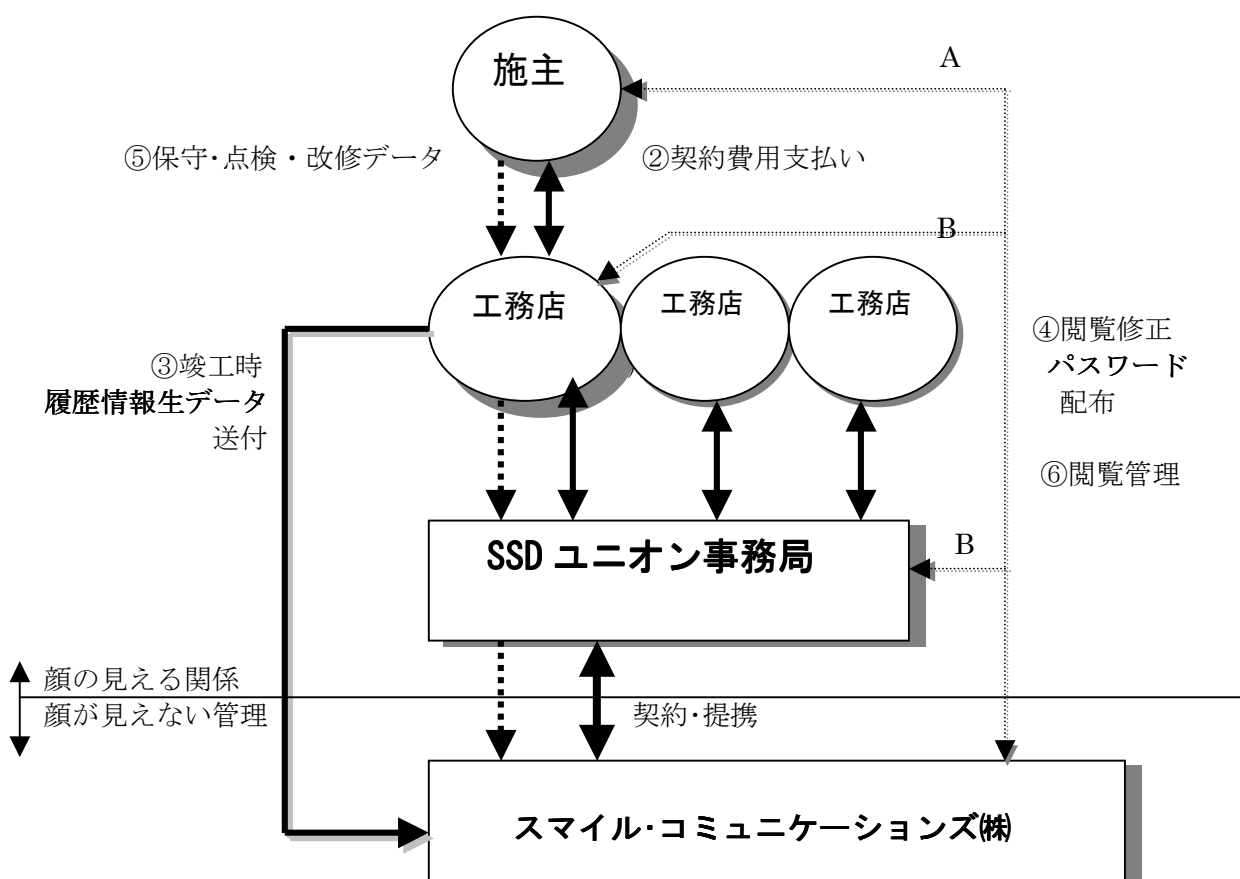 施主
A
⑤保守･点検・改修データ
②契約費用支払い
B
工務店
工務店
工務店
③竣工時
履歴情報生データ
送付
④閲覧修正
パスワード
配布
⑥閲覧管理
SSD ユニオン事務局
B
顔の見える関係
顔が見えない管理
契約･提携
スマイル･コミュニケーションズ㈱